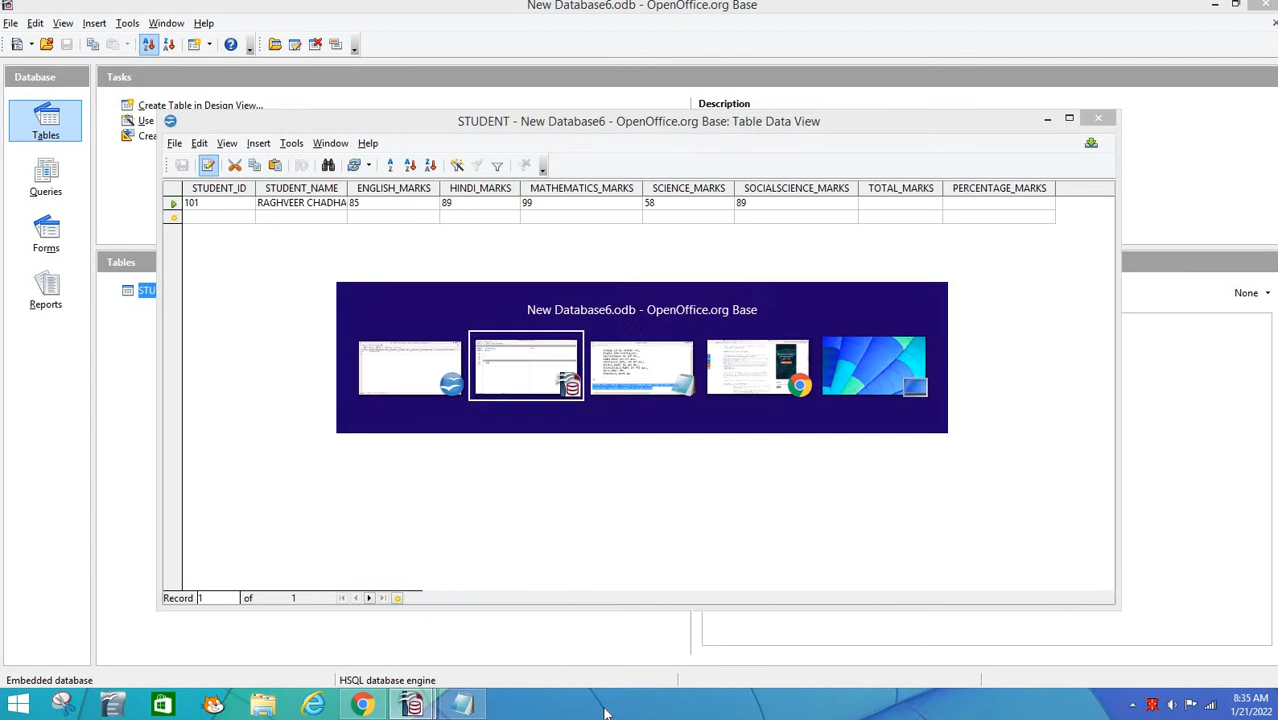 New Database6.odb - OpenOffice.org Base
File Edit View Insert Tools Window Help
Database
Tasks
Create Table in Design View...
Description
Use
Crea
Tables
Queries
Forms
Reports
Tables
STU
None
STUDENT - New Database6 - OpenOffice.org Base: Table Data View
File Edit View Insert Tools Window Help
STUDENT_ID STUDENT_NAME ENGLISH_MARKS HINDI_MARKS MATHEMATICS_MARKS SCIENCE_MARKS SOCIALSCIENCE_MARKS TOTAL_MARKS PERCENTAGE_MARKS
101 RAGHVEER CHADHA 85 89 99 58 89
New Database6.odb - OpenOffice.org Base
Record 1 of 1
Embedded database HSQL database engine
8:35 AM
1/21/2022